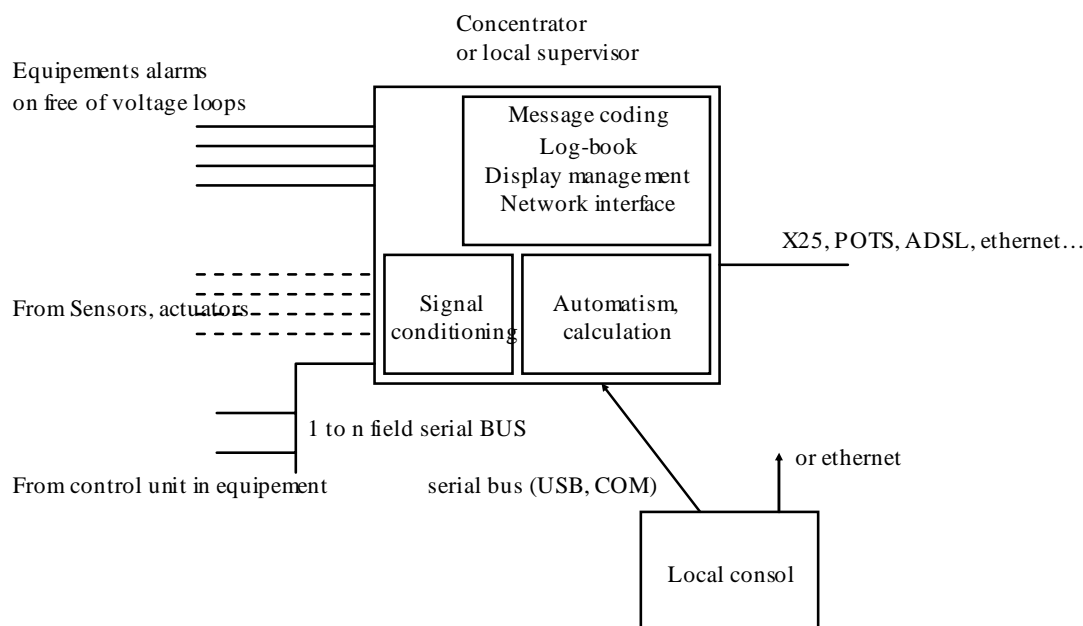 Concentrator
or local supervisor
Equipements alarms
on free of voltage loops
Message coding
Log-book
Display management
Network interface
X25, POTS, ADSL, ethernet…
From Sensors, actuators
Signal
conditioning
Automatism,
calculation
1 to n field serial BUS
From control unit in equipement
serial bus (USB, COM)
or ethernet
Local consol